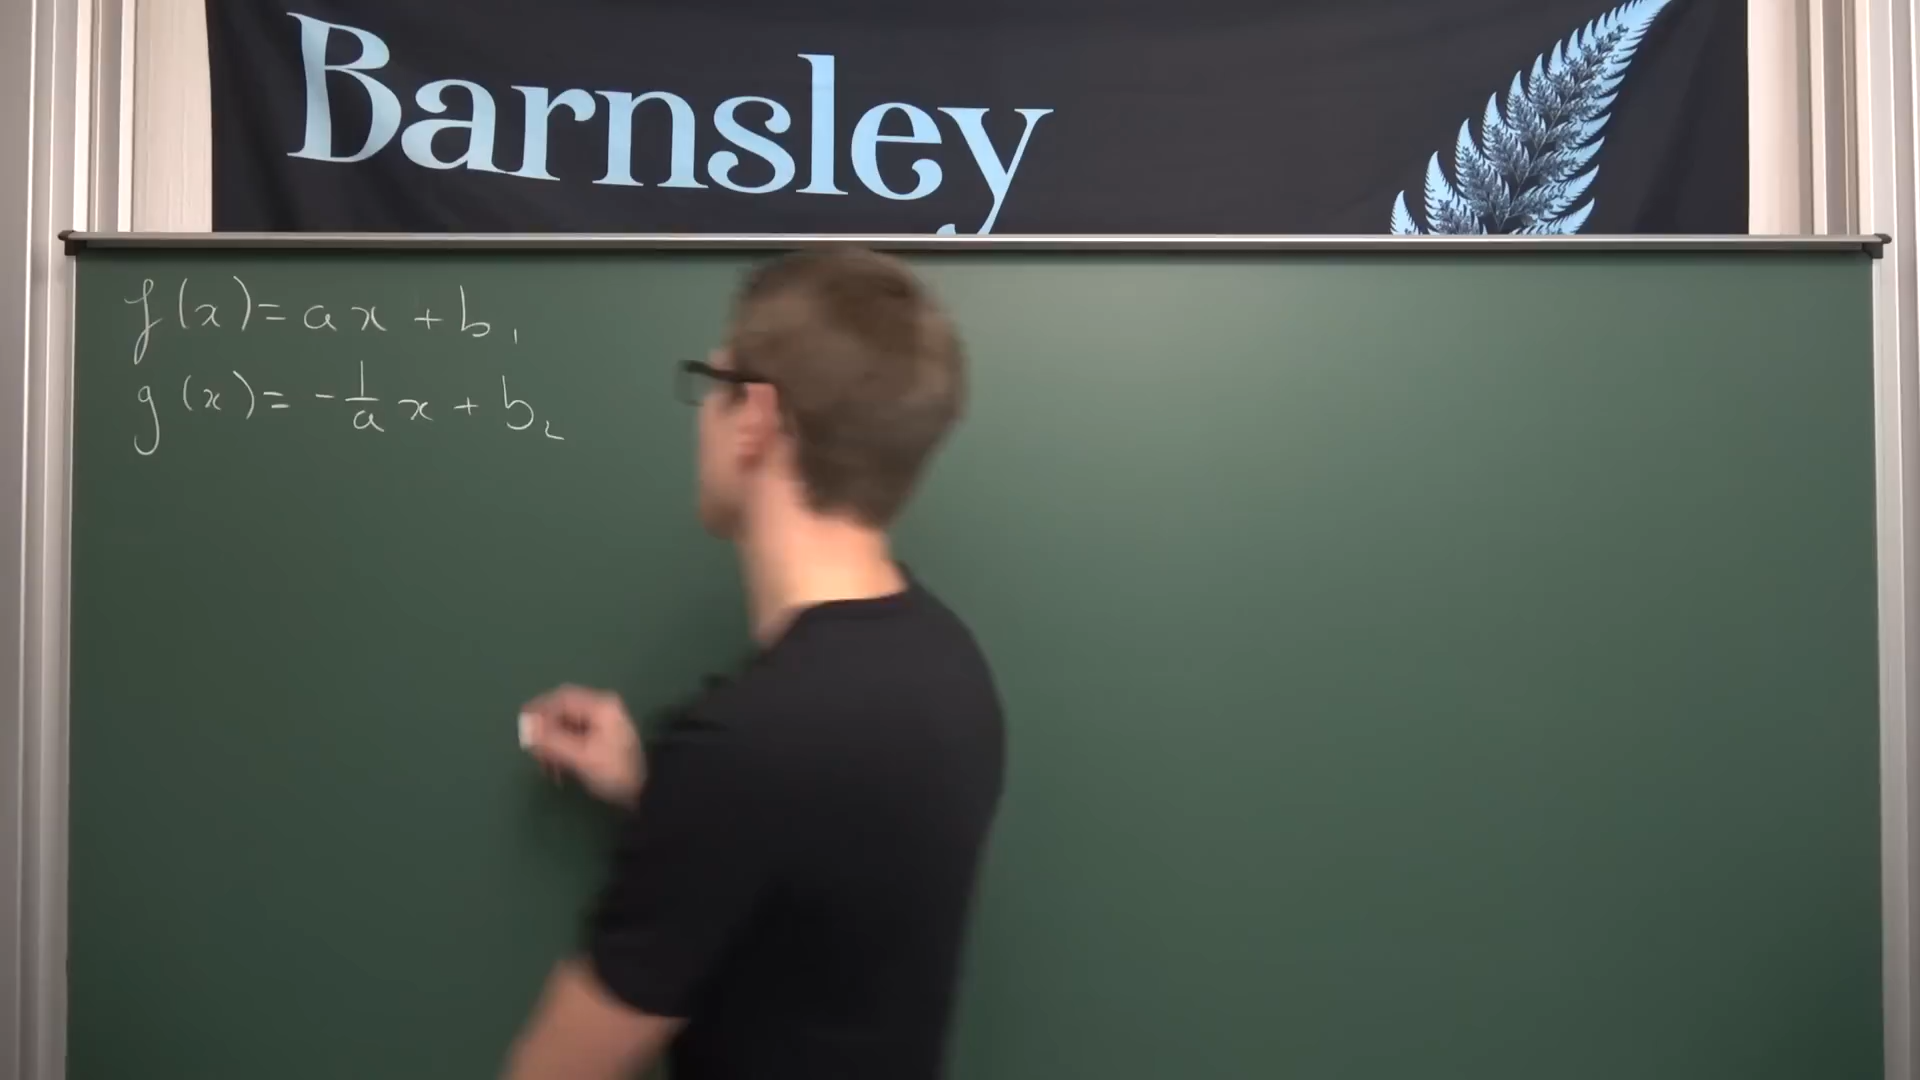 Barnsley
f(x) = ax + b₁
g(x) = -1/a x + b₂